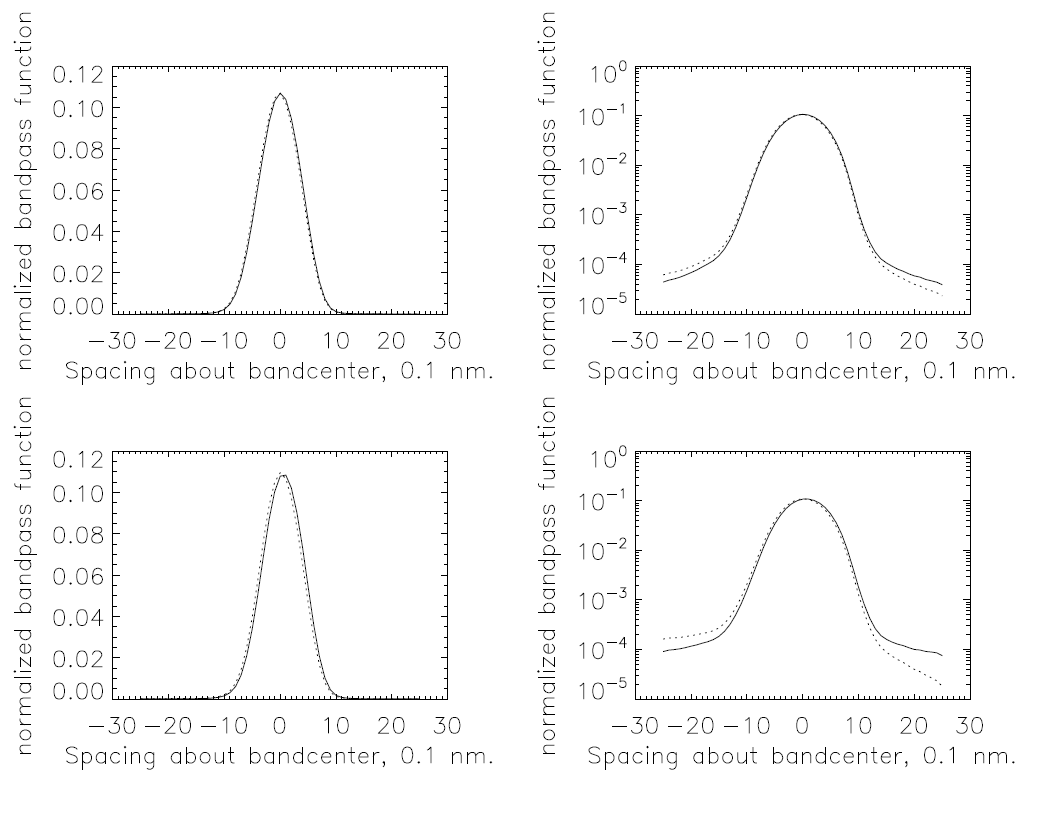 normalized bandpass function
0.12
0.10
0.08
0.06
0.04
0.02
0.00
−30 −20 −10 0 10 20 30
Spacing about bandcenter, 0.1 nm.
normalized bandpass function
10^0
10^−1
10^−2
10^−3
10^−4
10^−5
−30 −20 −10 0 10 20 30
Spacing about bandcenter, 0.1 nm.
normalized bandpass function
0.12
0.10
0.08
0.06
0.04
0.02
0.00
−30 −20 −10 0 10 20 30
Spacing about bandcenter, 0.1 nm.
normalized bandpass function
10^0
10^−1
10^−2
10^−3
10^−4
10^−5
−30 −20 −10 0 10 20 30
Spacing about bandcenter, 0.1 nm.